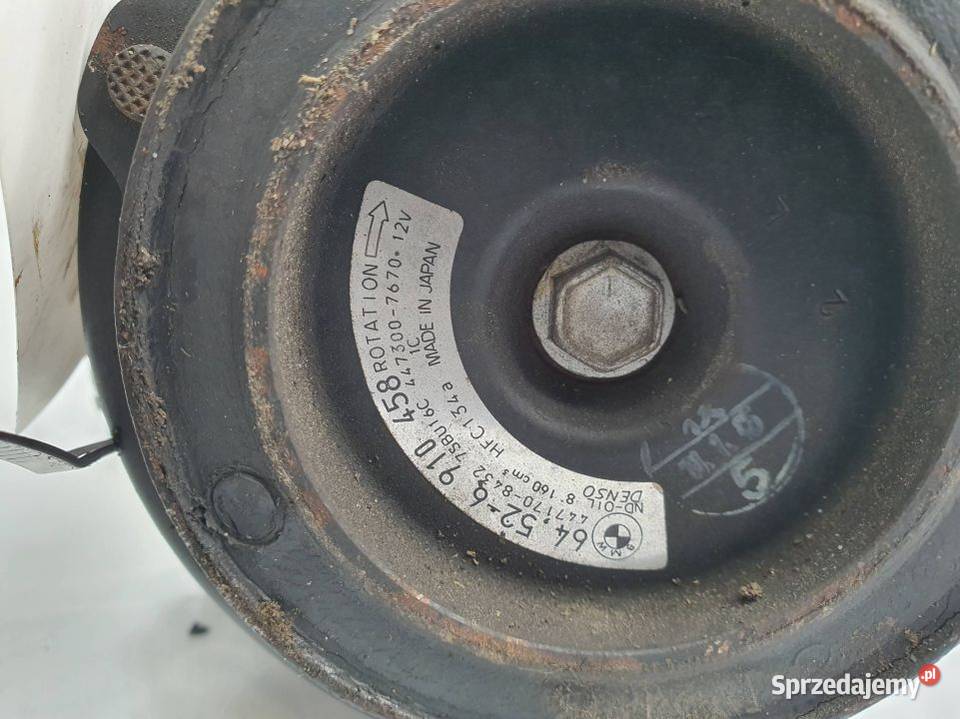 64.52-6 910 458 ROTATION
447170-8432 7SBU16C 447300-7670. 12V
ND-OIL 8. 160 cm³ HFC134a 1C
DENSO MADE IN JAPAN
BMW
5
Sprzedajemy.pl